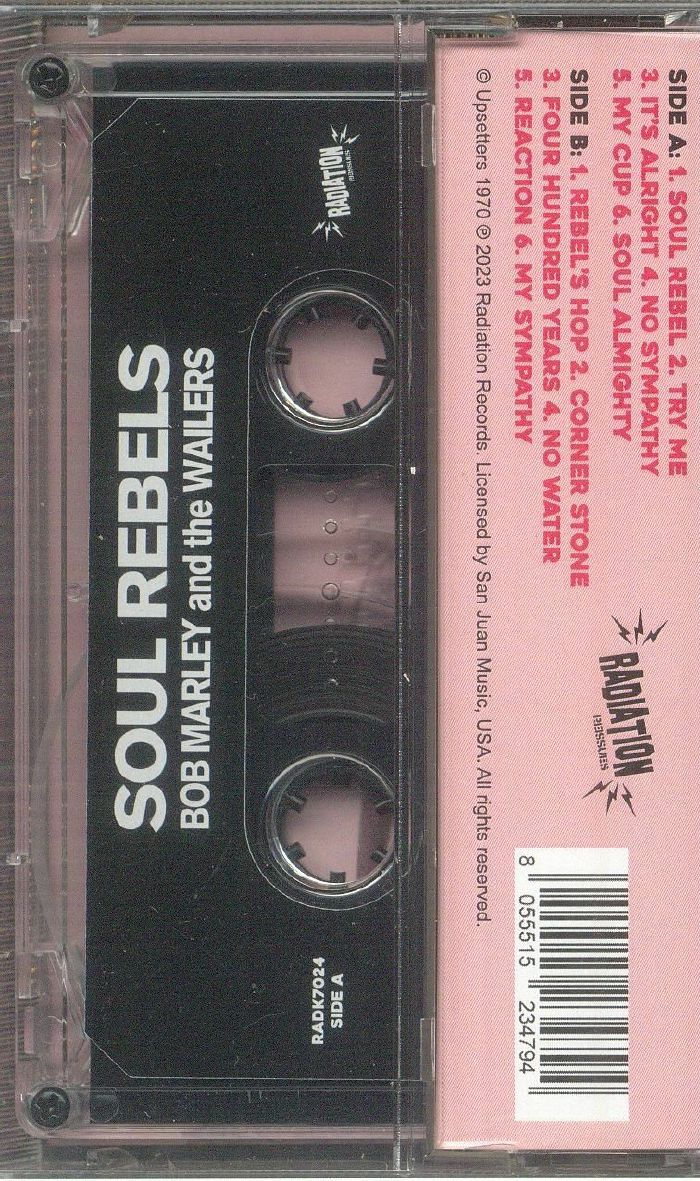 SOUL REBELS
BOB MARLEY and the WAILERS
RADIATION
REISSUES
RADK7024
SIDE A
SIDE A: 1. SOUL REBEL 2. TRY ME
3. IT'S ALRIGHT 4. NO SYMPATHY
5. MY CUP 6. SOUL ALMIGHTY
SIDE B: 1. REBEL'S HOP 2. CORNER STONE
3. FOUR HUNDRED YEARS 4. NO WATER
5. REACTION 6. MY SYMPATHY
© Upsetters 1970 ℗ 2023 Radiation Records. Licensed by San Juan Music, USA. All rights reserved.
RADIATION
REISSUES
8 055515 234794